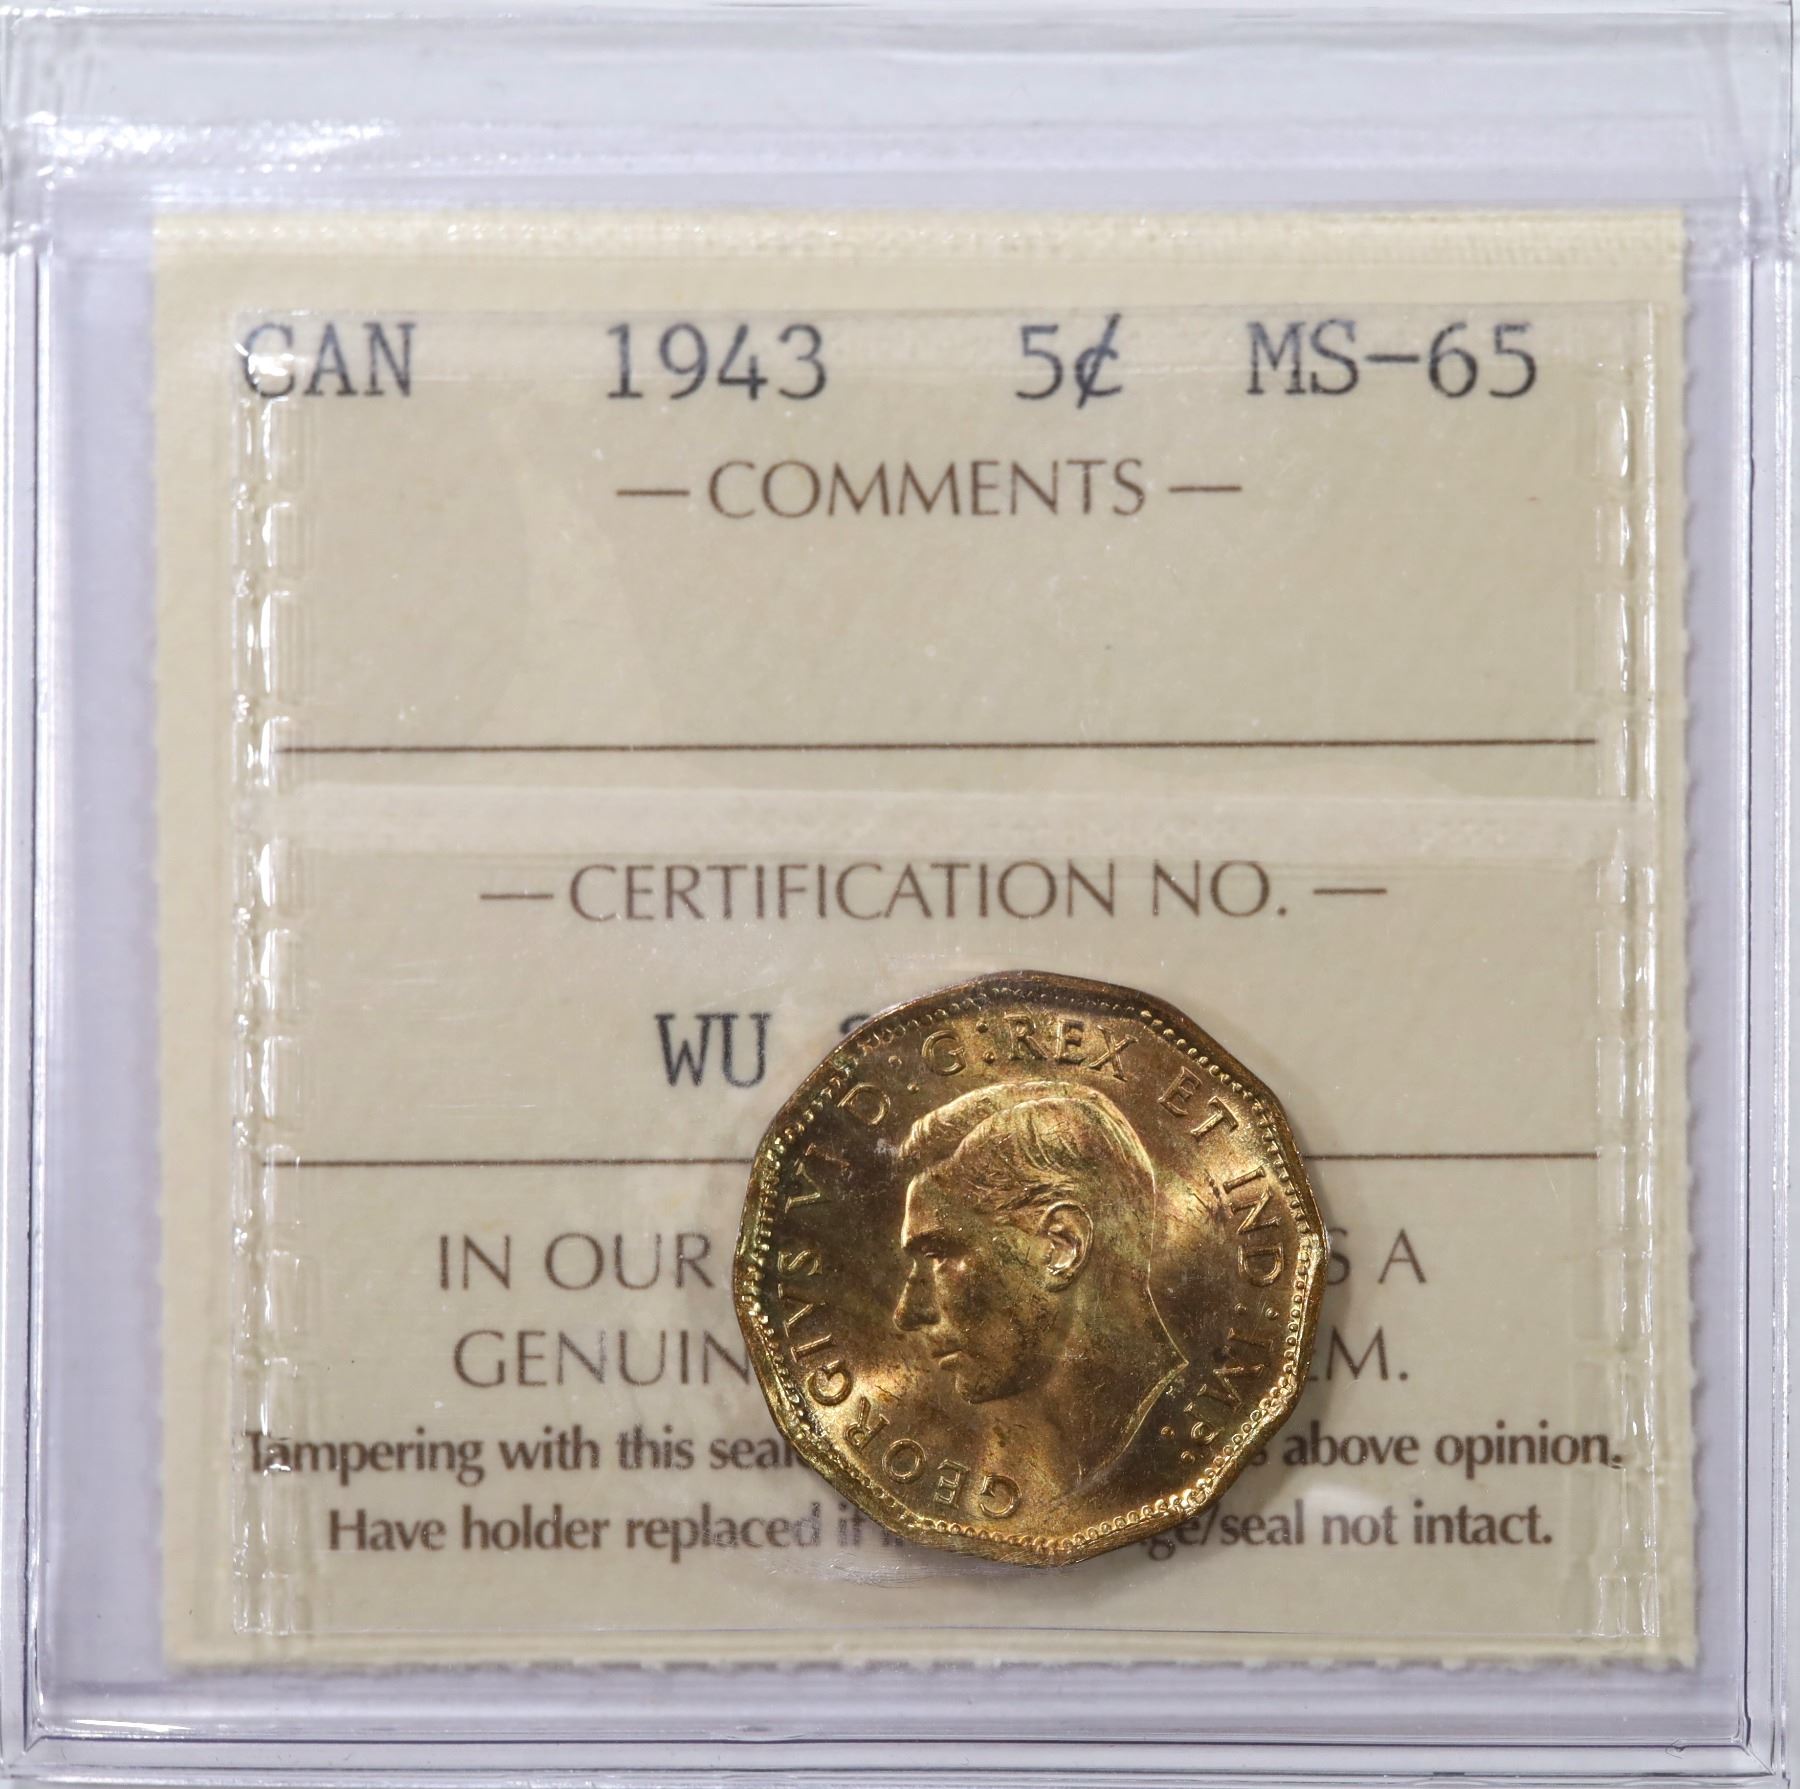 CAN 1943 5¢ MS-65
— COMMENTS —
— CERTIFICATION NO. —
WU
IN OUR S A
GENUIN M.
Tampering with this seal above opinion.
Have holder replaced if /seal not intact.
GEORGIVS VI D:G:REX ET IND:IMP: